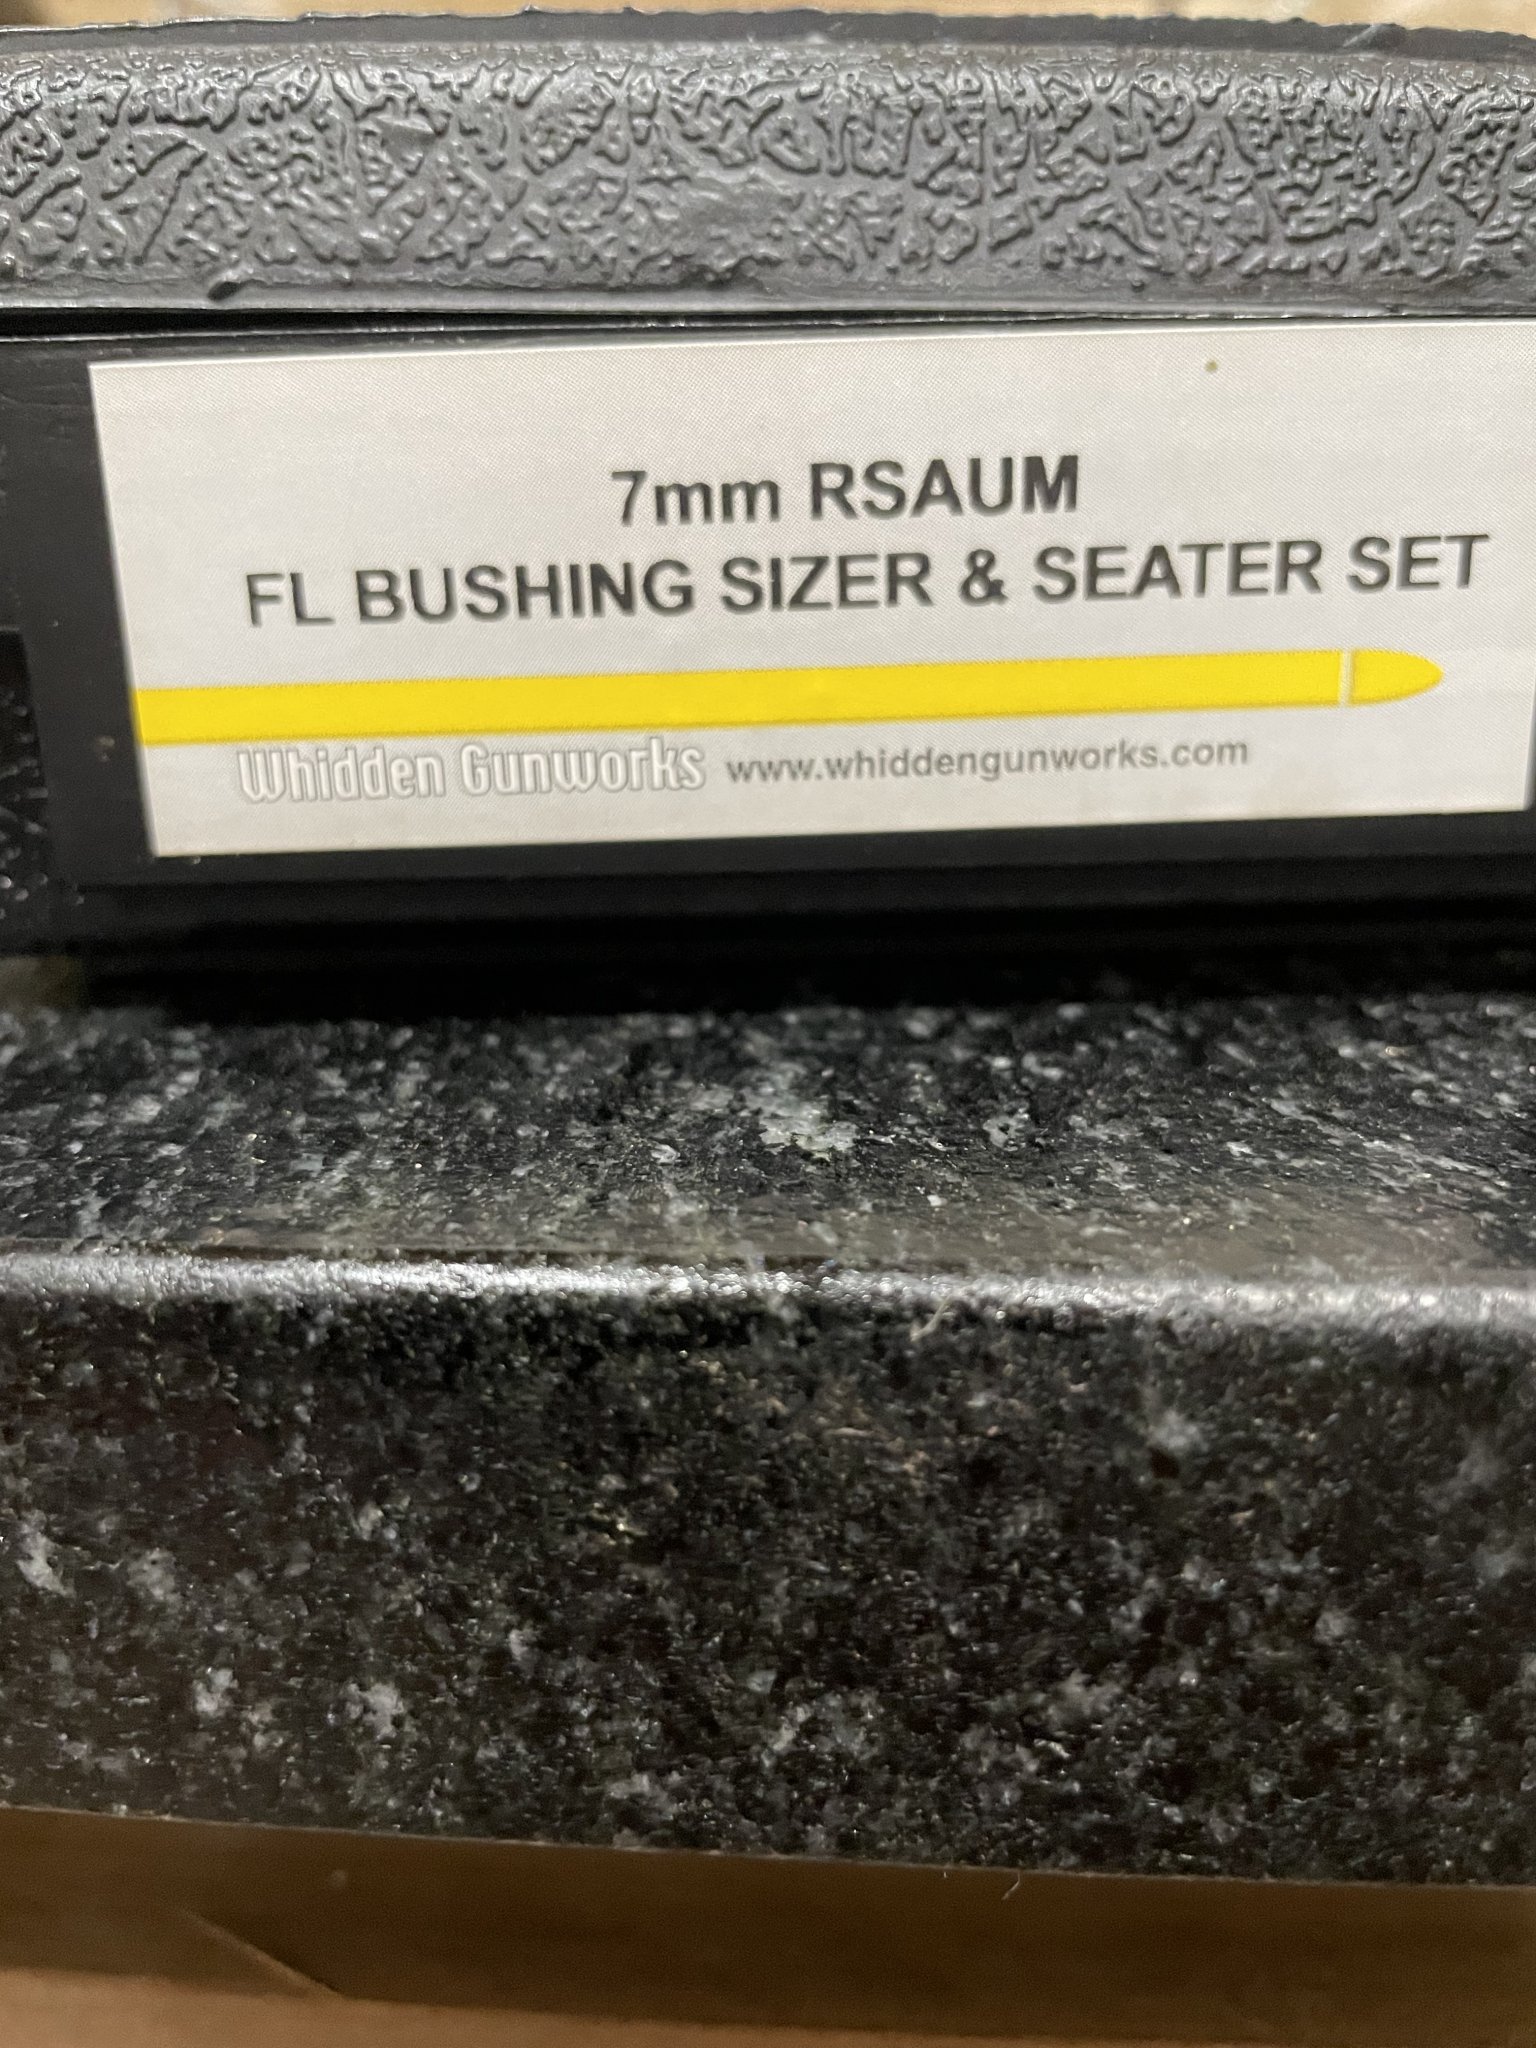 7mm RSAUM
FL BUSHING SIZER & SEATER SET
Whidden Gunworks www.whiddengunworks.com